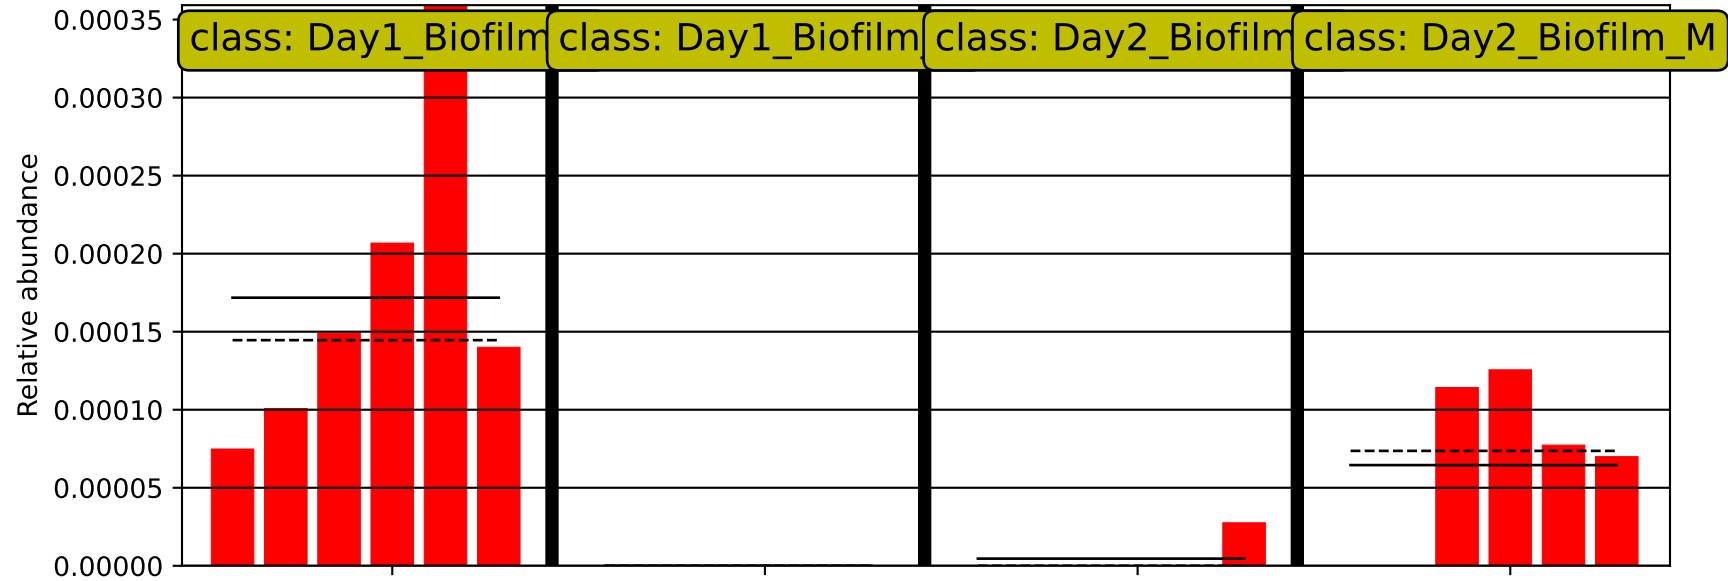 0.00035
class: Day1_Biofilm
class: Day1_Biofilm_
class: Day2_Biofilm
class: Day2_Biofilm_M
0.00030
0.00025
0.00020
0.00015
0.00010
0.00005
0.00000
Relative abundance